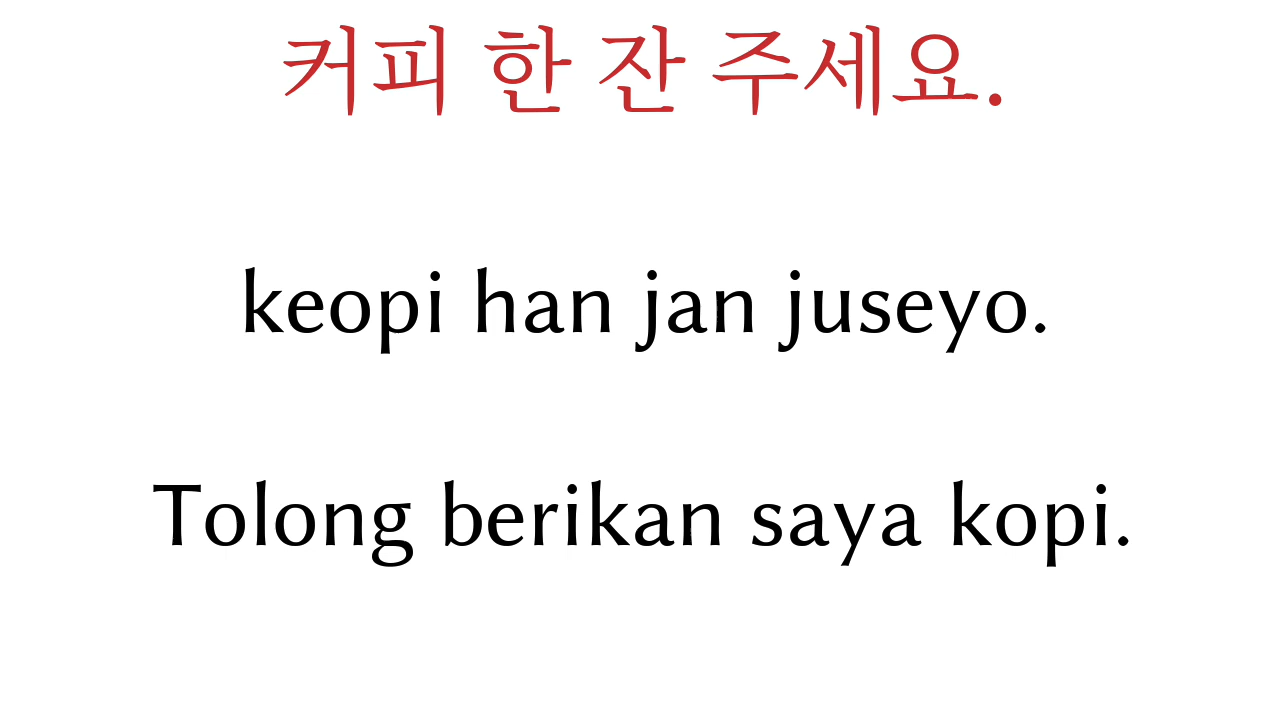 커피 한 잔 주세요.
keopi han jan juseyo.
Tolong berikan saya kopi.